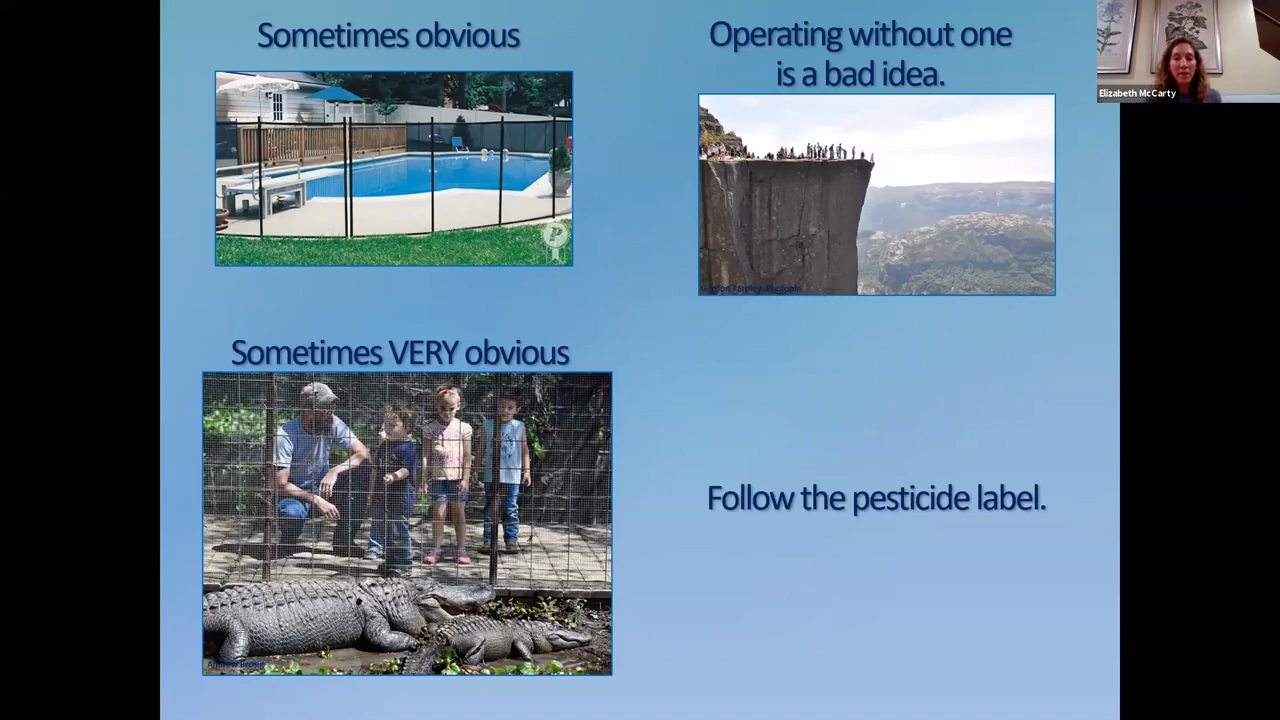 Sometimes obvious
Operating without one
is a bad idea.
Elizabeth McCarty
Sometimes VERY obvious
Follow the pesticide label.